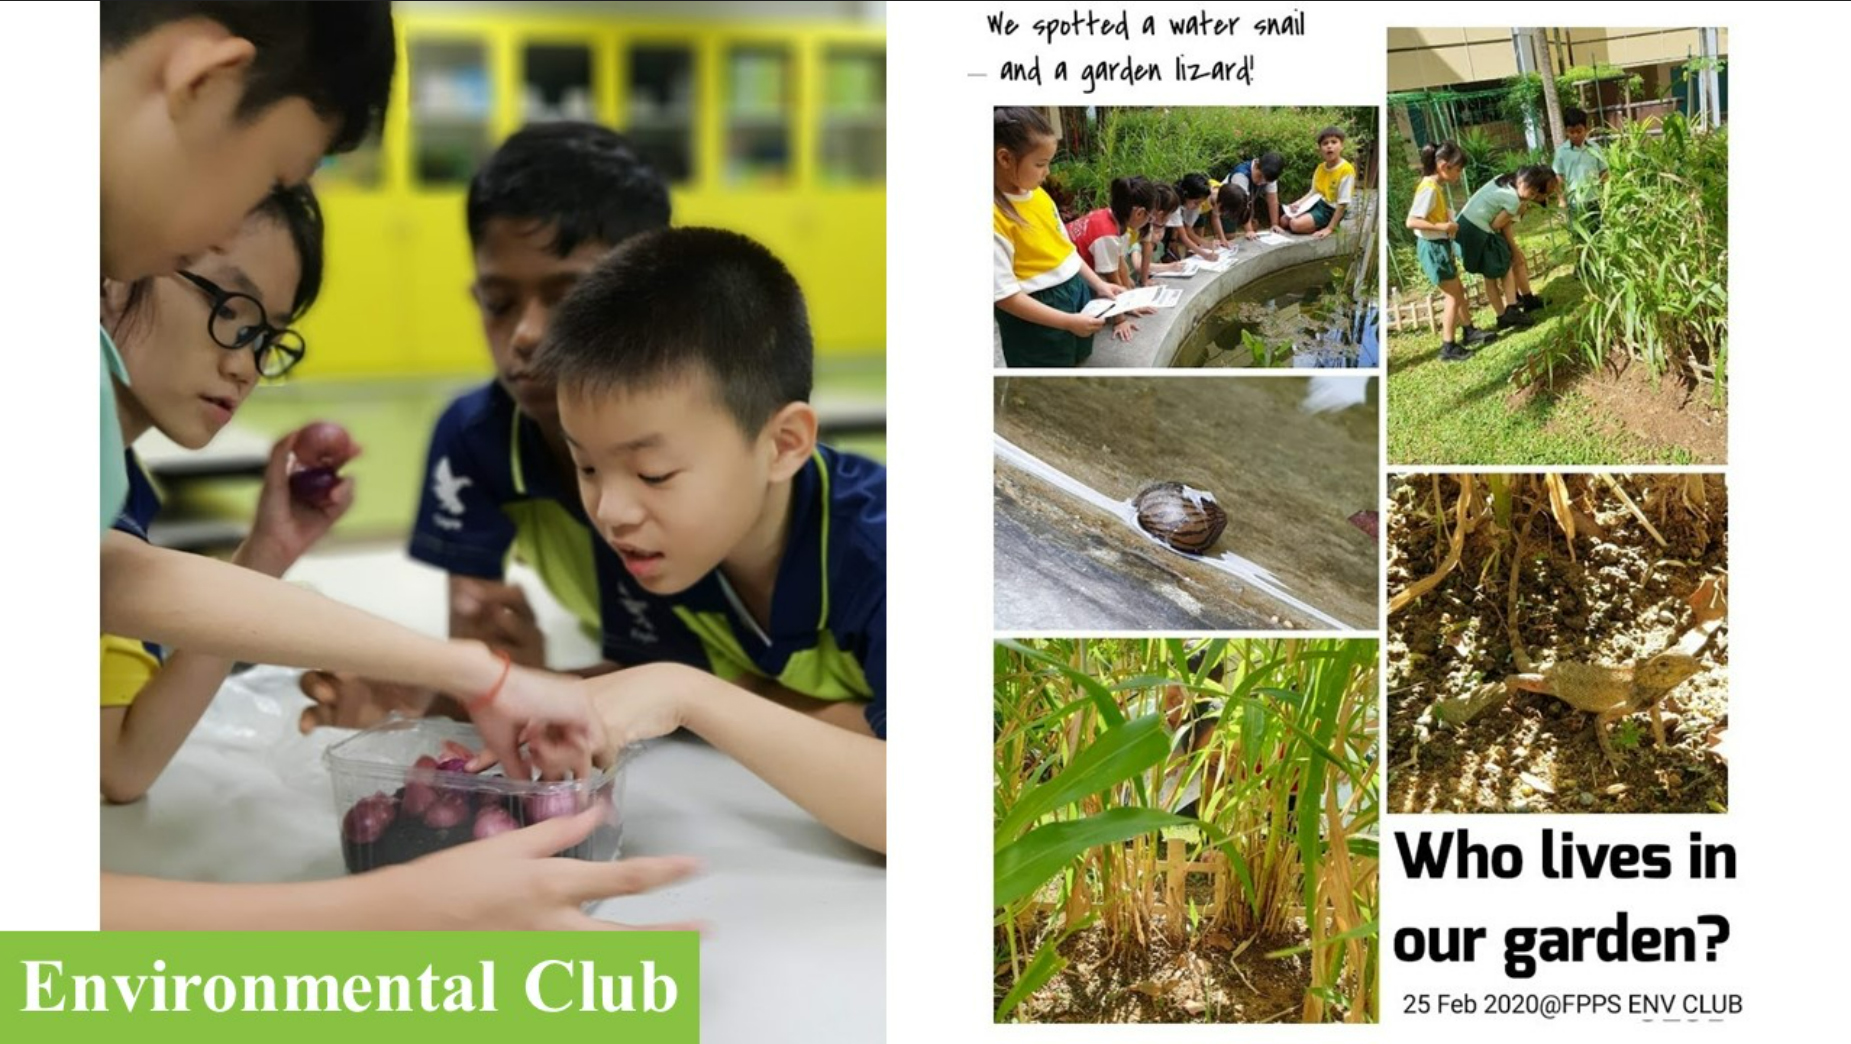 We spotted a water snail
and a garden lizard!
Environmental Club
Who lives in
our garden?
25 Feb 2020@FPPS ENV CLUB